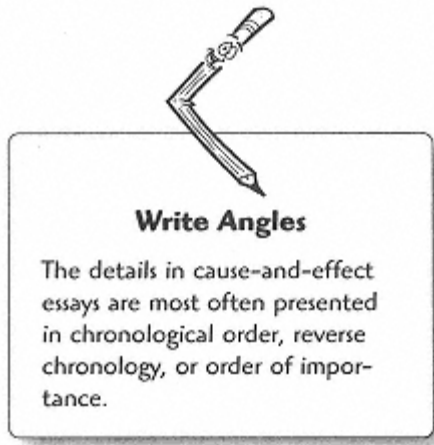 Write Angles
The details in cause-and-effect
essays are most often presented
in chronological order, reverse
chronology, or order of impor-
tance.